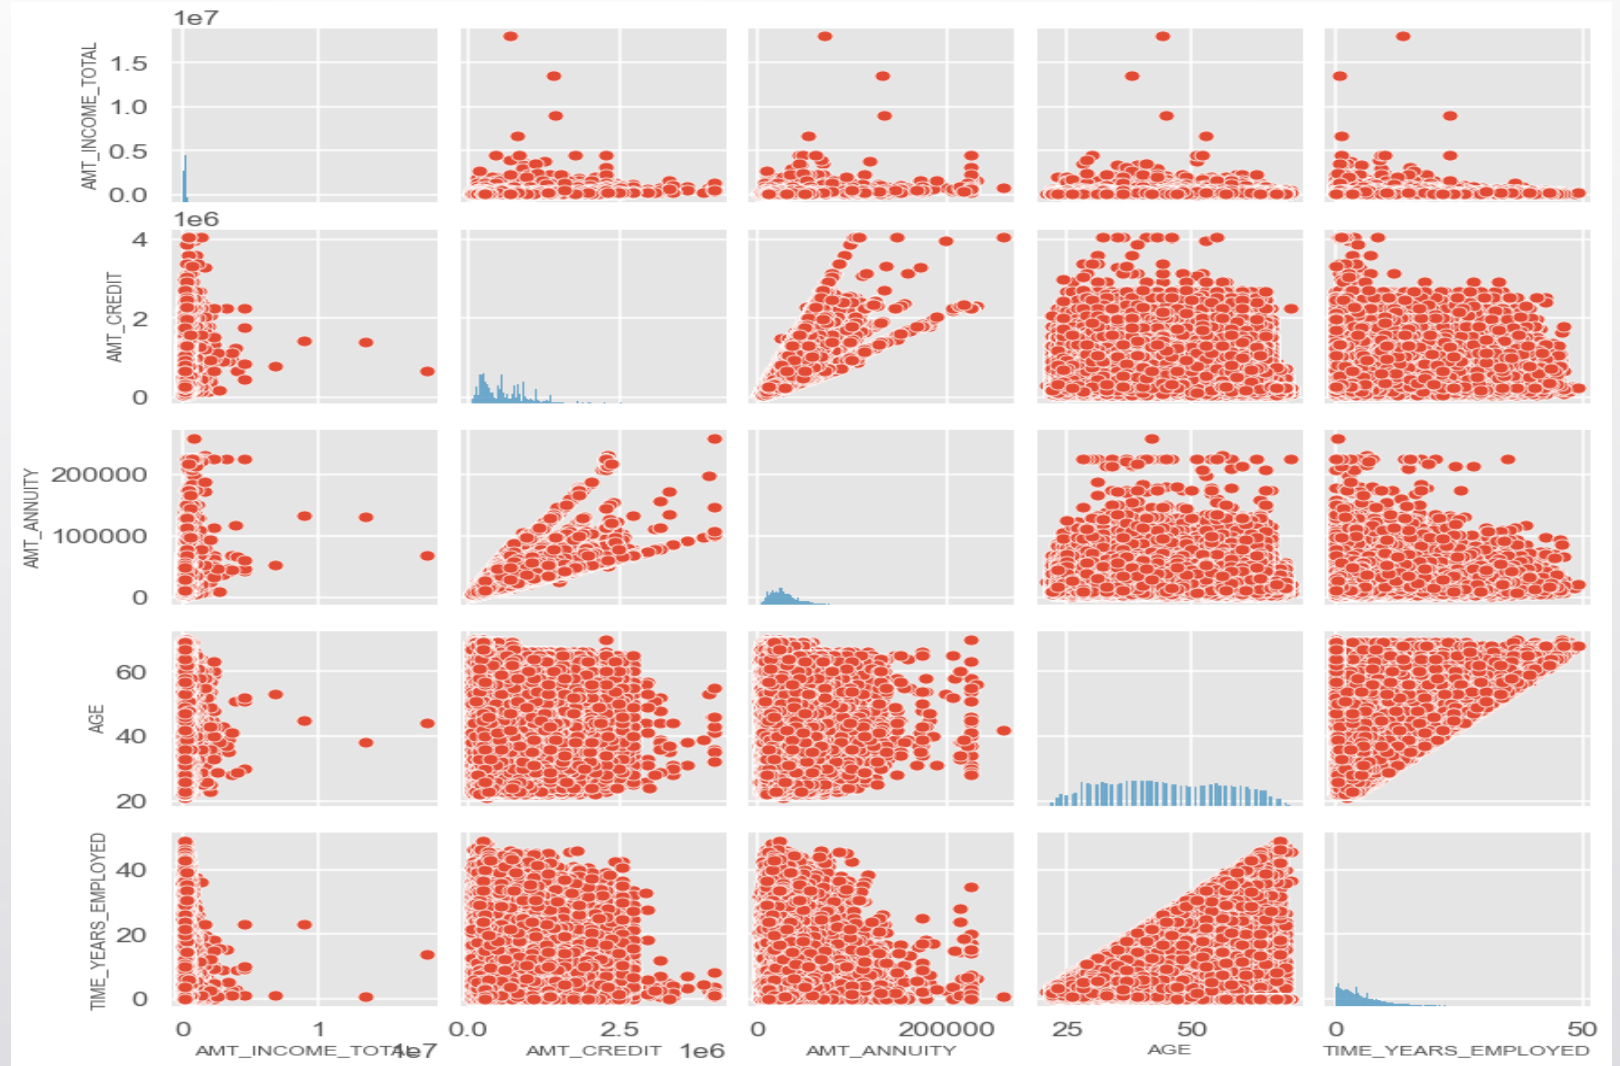 1e7
AMT_INCOME_TOTAL
1.5
1.0
0.5
0.0
1e6
AMT_CREDIT
4
2
0
AMT_ANNUITY
200000
100000
0
AGE
60
40
20
TIME_YEARS_EMPLOYED
40
20
0
0 1 0.0 2.5 0 200000 25 50 0 50
AMT_INCOME_TOTAL 1e7 AMT_CREDIT 1e6 AMT_ANNUITY AGE TIME_YEARS_EMPLOYED